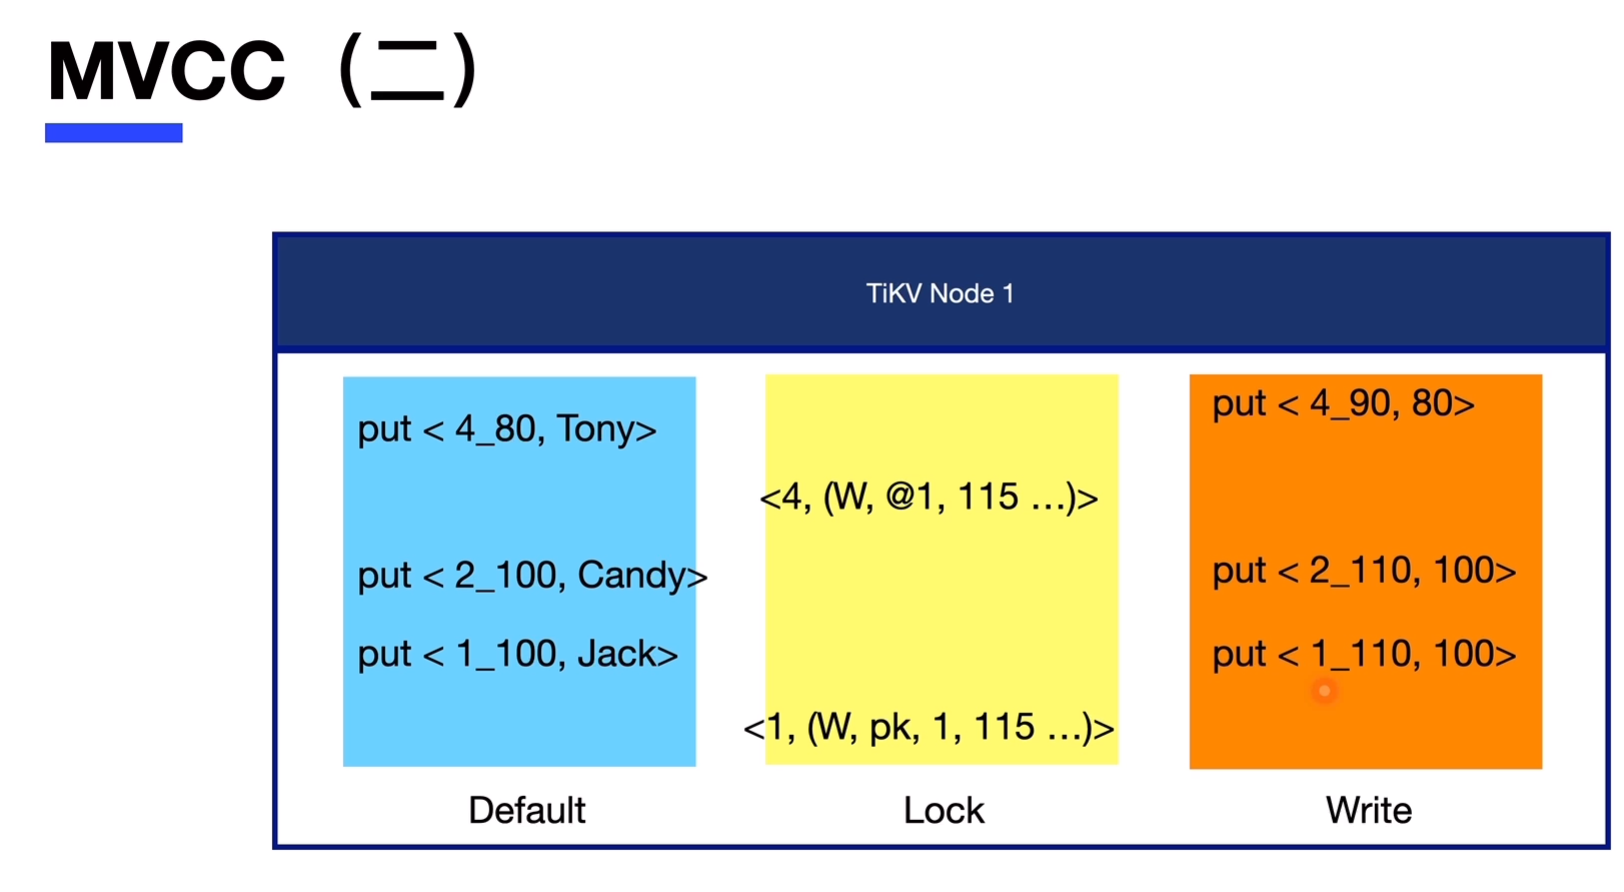 MVCC（二）
TiKV Node 1
put < 4_80, Tony>
put < 2_100, Candy>
put < 1_100, Jack>
Default
<4, (W, @1, 115 ...)>
<1, (W, pk, 1, 115 ...)>
Lock
put < 4_90, 80>
put < 2_110, 100>
put < 1_110, 100>
Write